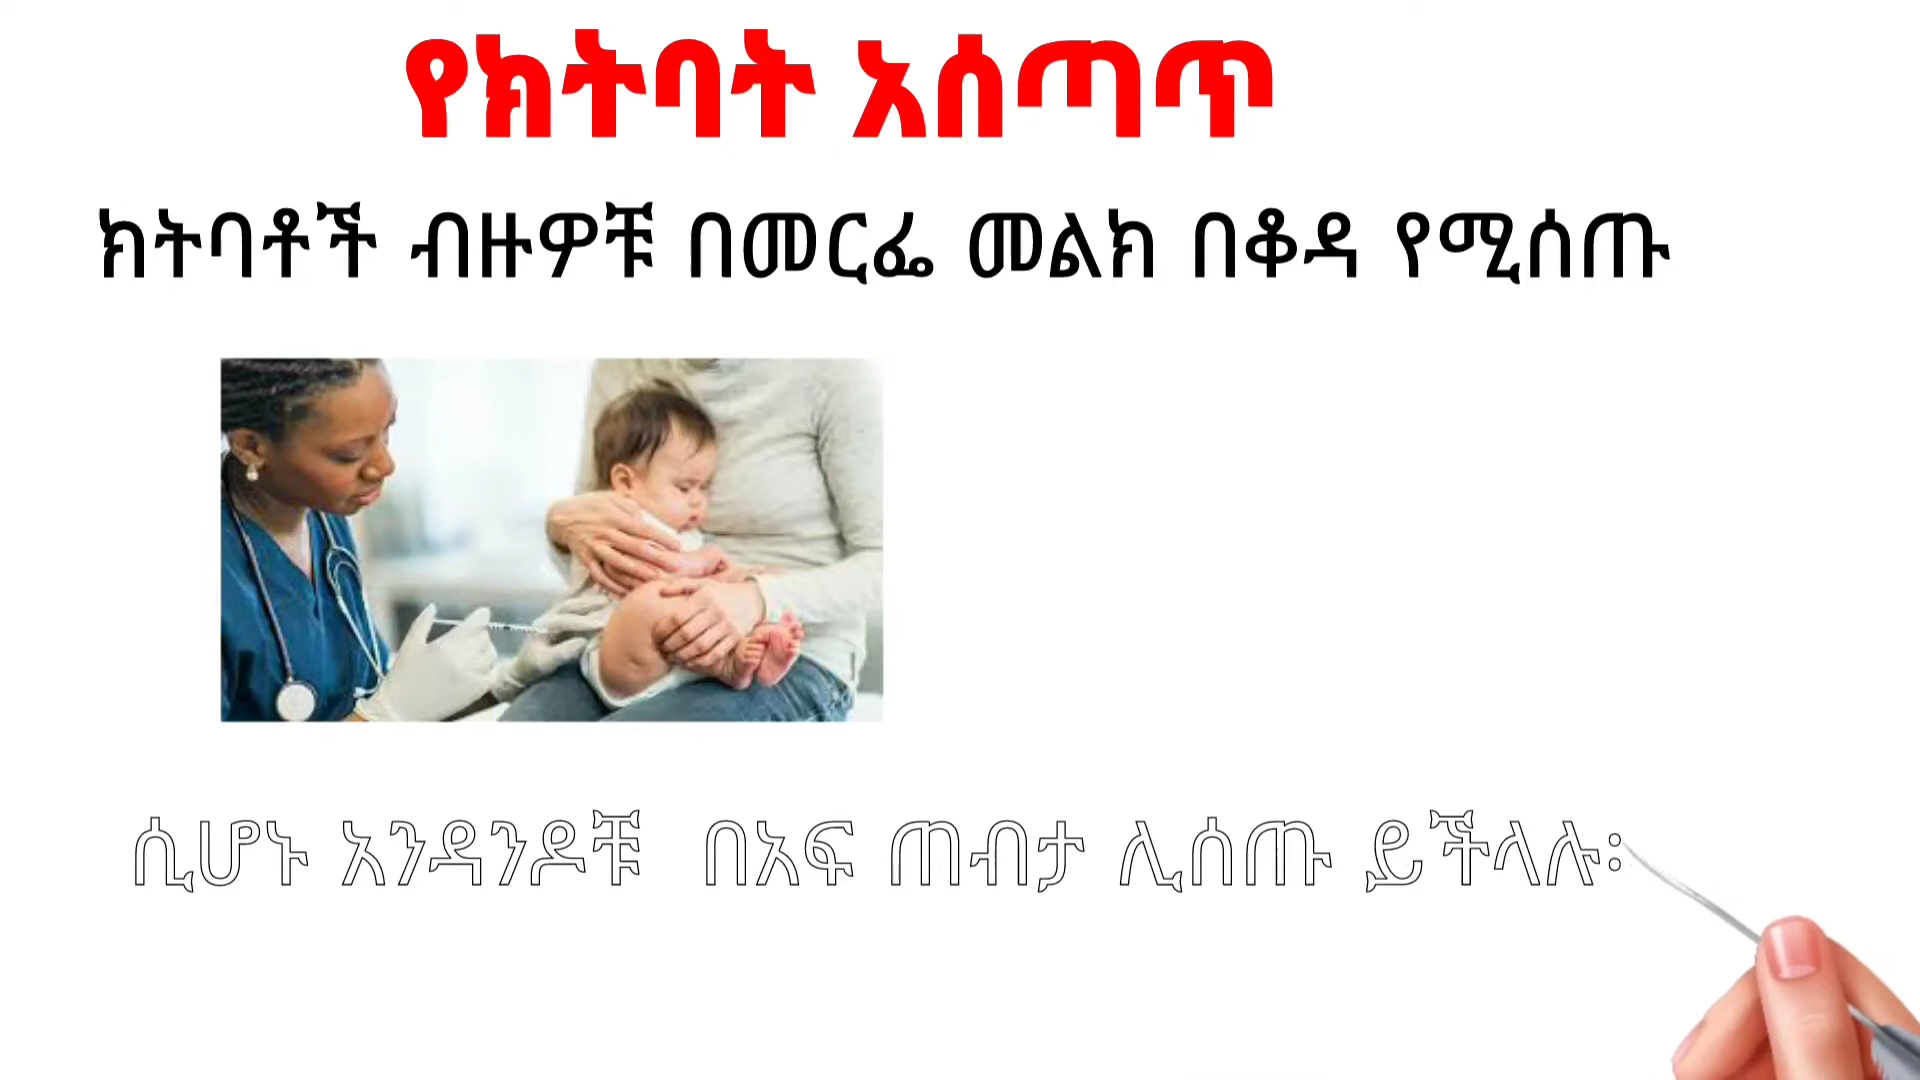 የክትባት አሰጣጥ
ክትባቶች ብዙዎቹ በመርፌ መልክ በቆዳ የሚሰጡ
ሲሆኑ አንዳንዶቹ በአፍ ጠብታ ሊሰጡ ይችላሉ፡